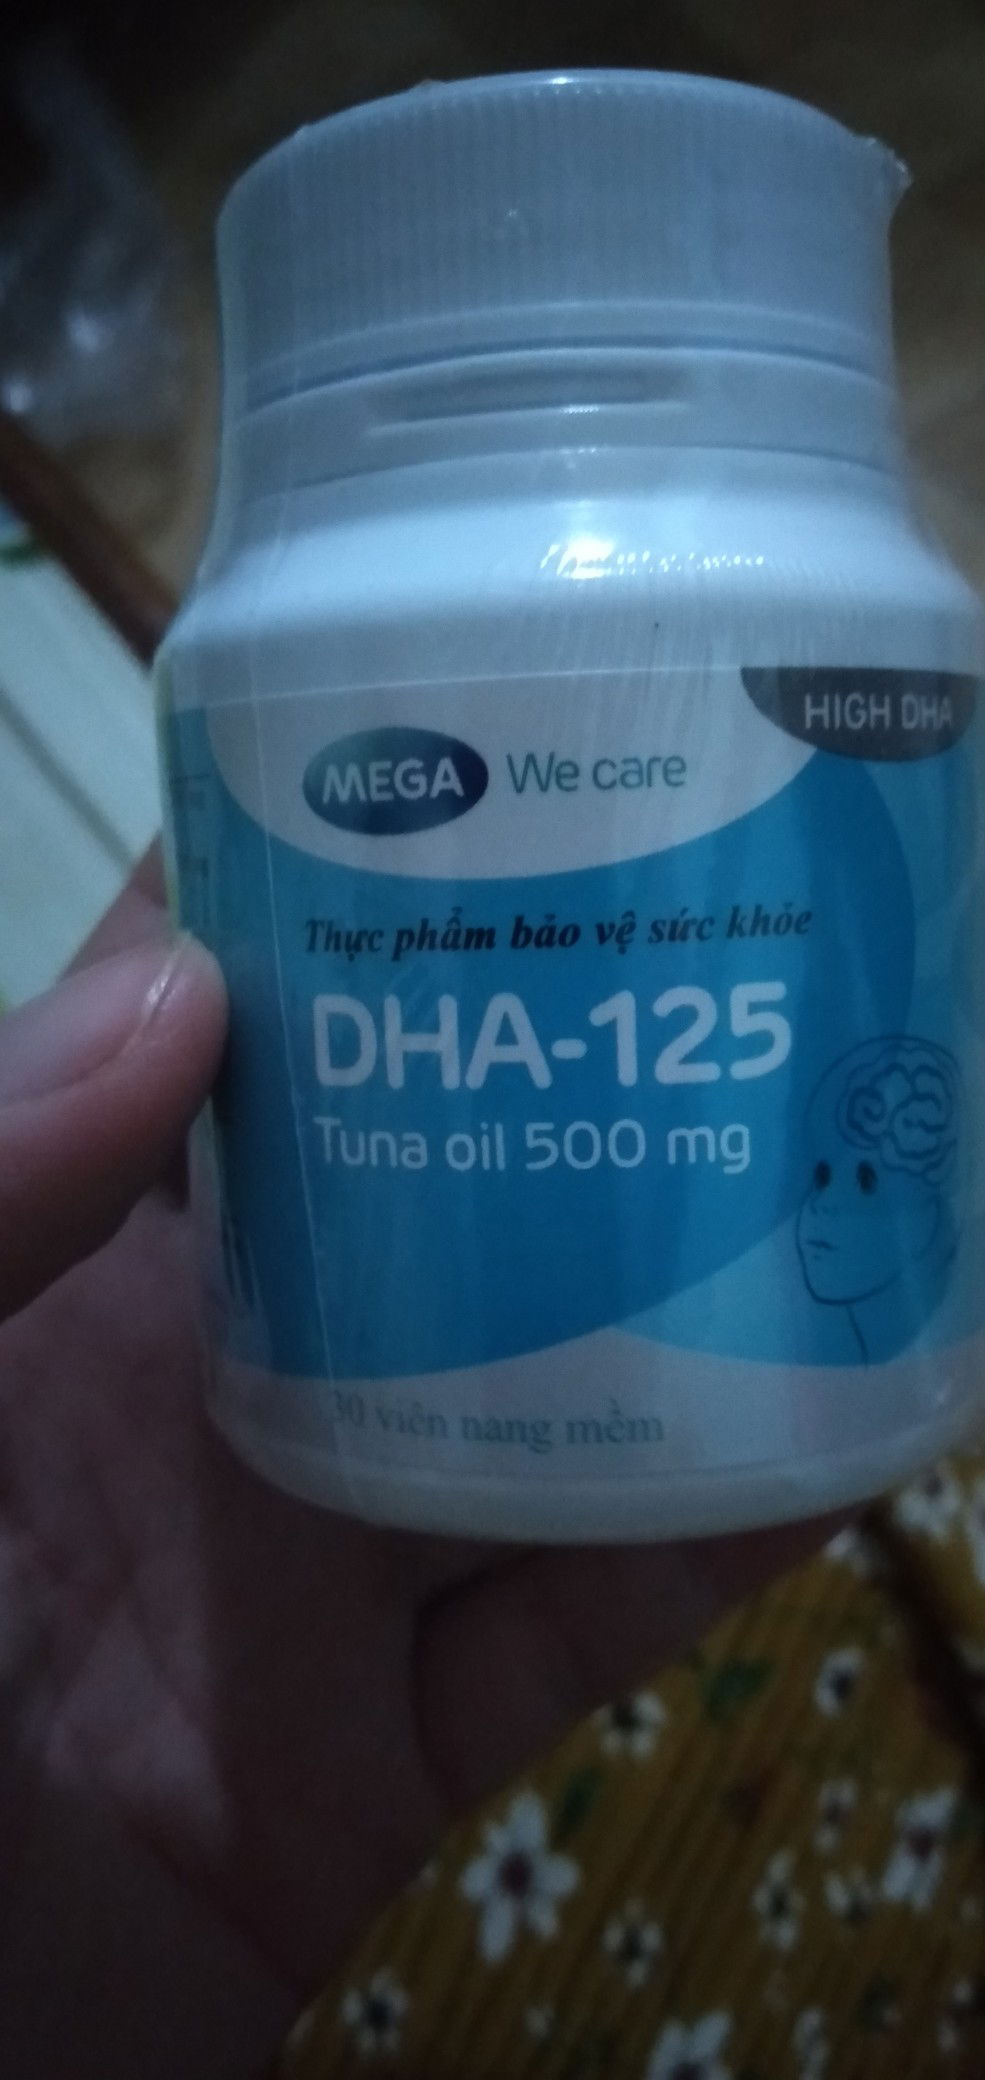 HIGH DHA
MEGA We care
Thực phẩm bảo vệ sức khỏe
DHA-125
Tuna oil 500 mg
30 viên nang mềm